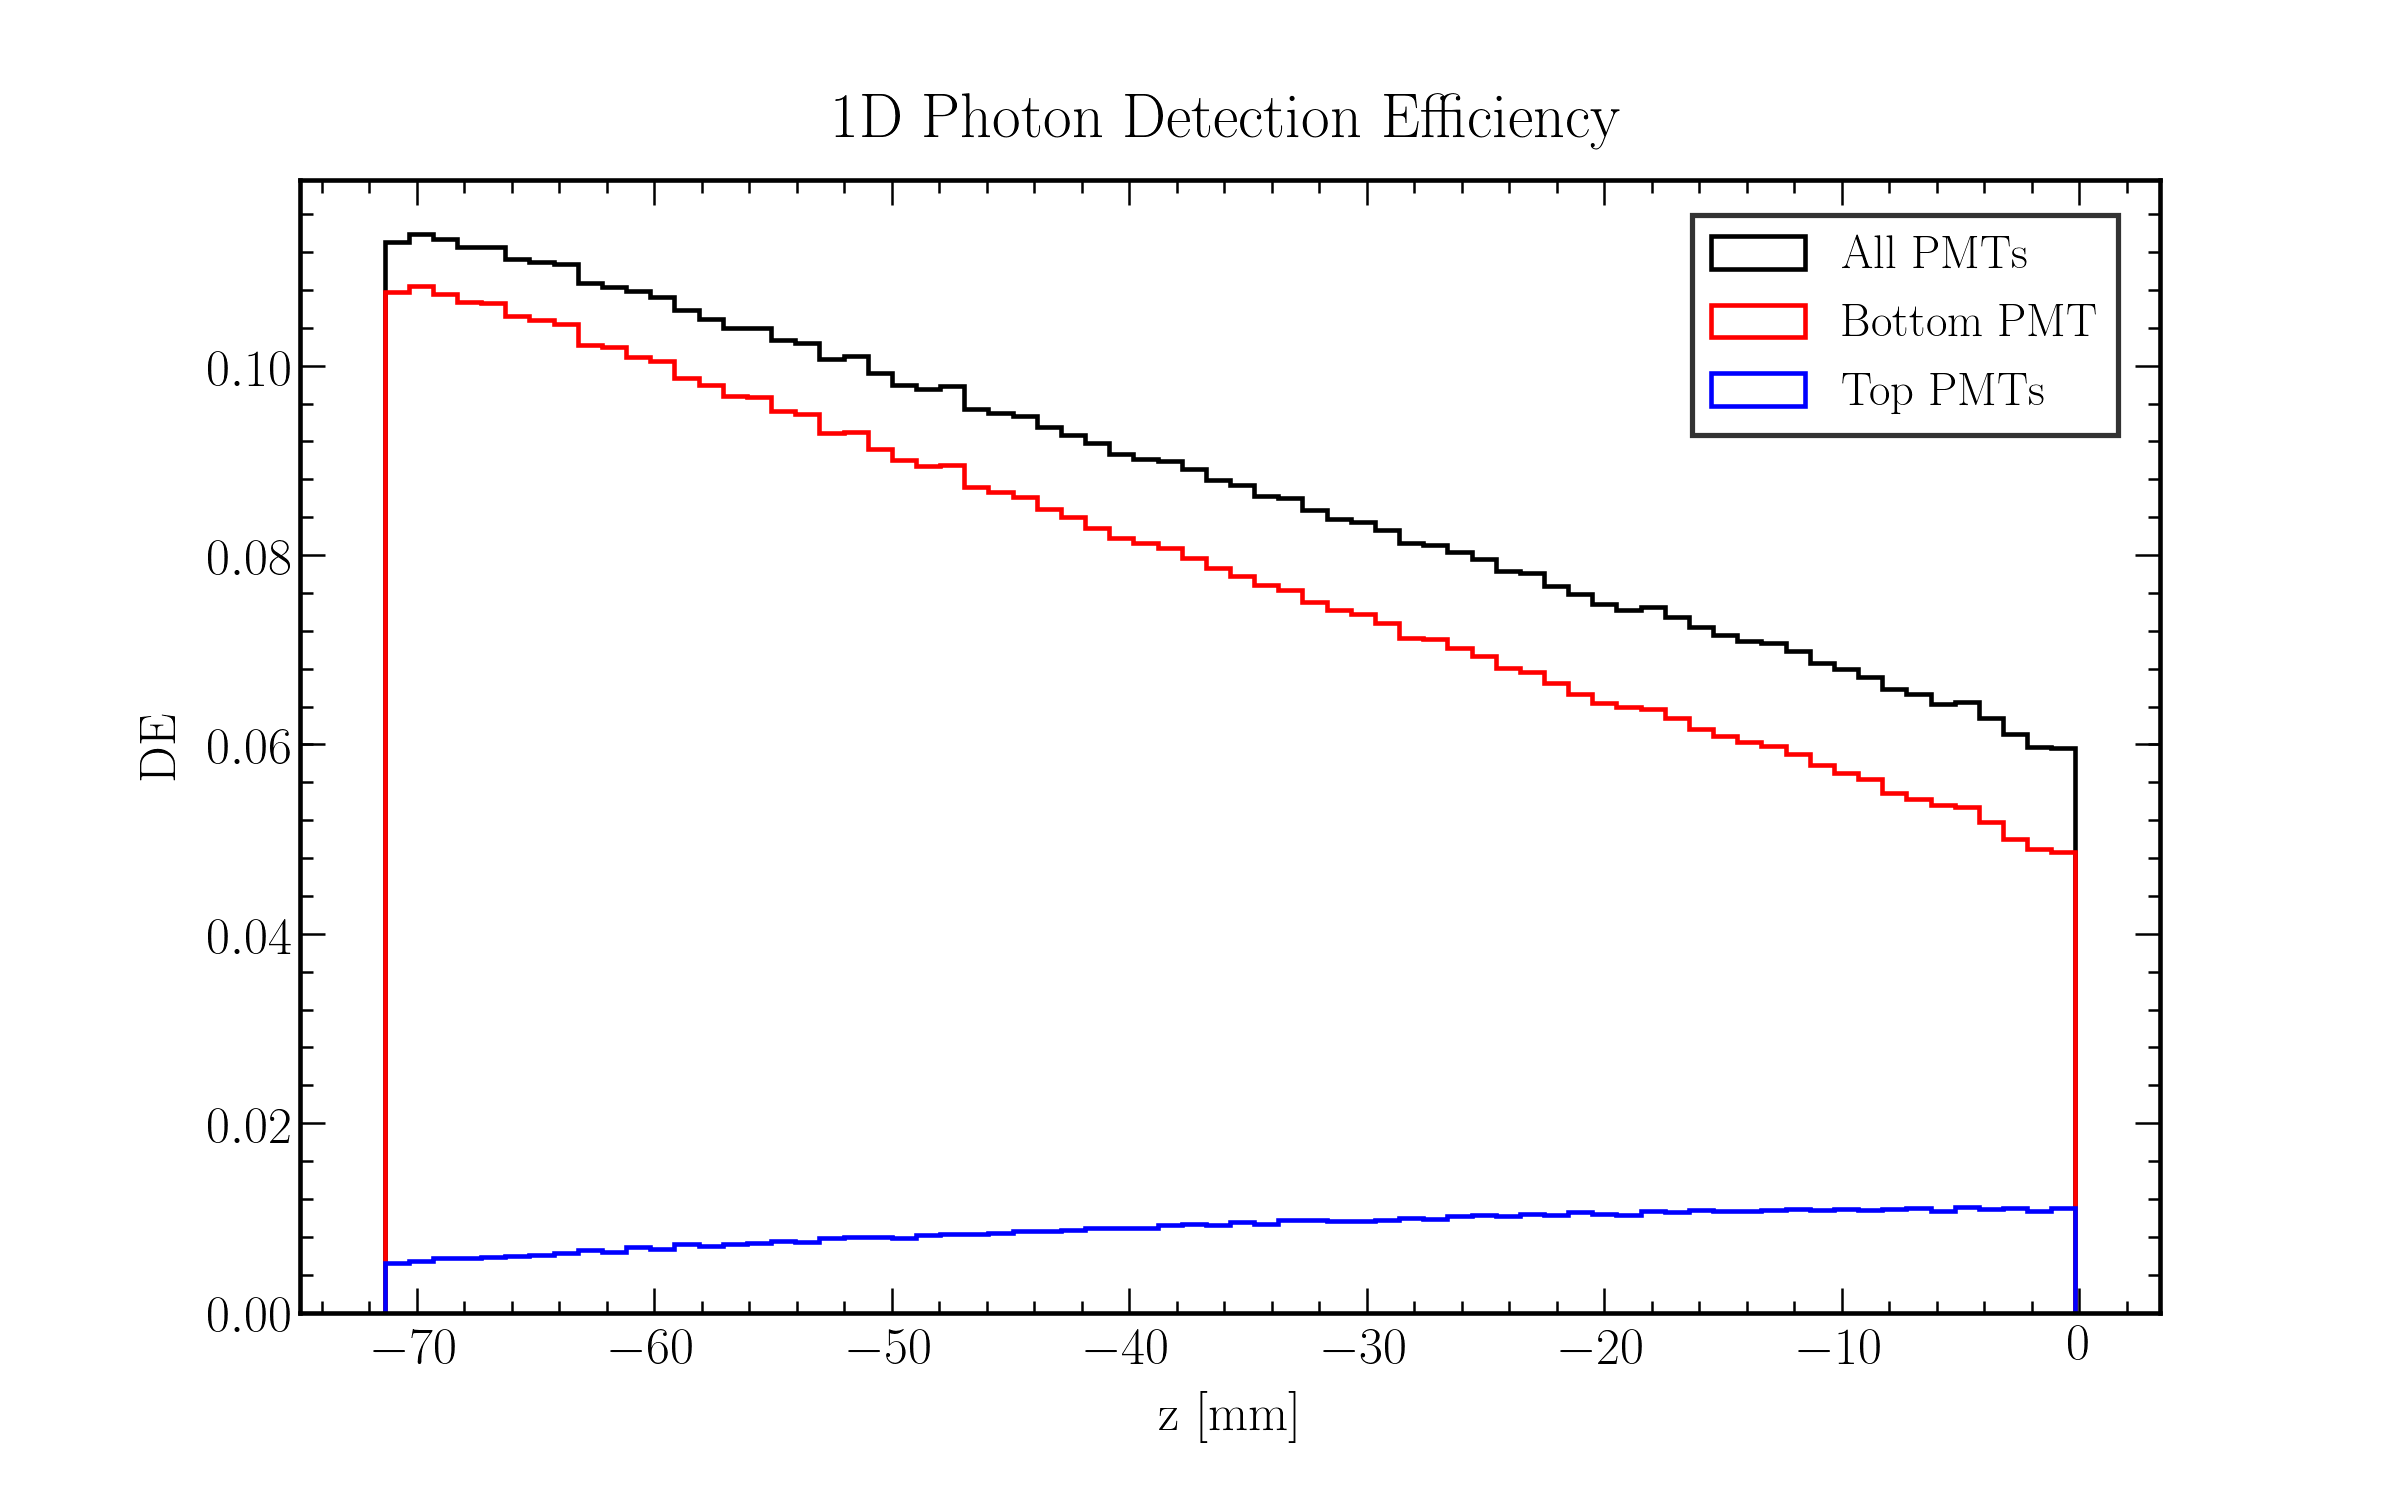 1D Photon Detection Efficiency
All PMTs
Bottom PMT
Top PMTs
DE
0.10
0.08
0.06
0.04
0.02
0.00
−70 −60 −50 −40 −30 −20 −10 0
z [mm]